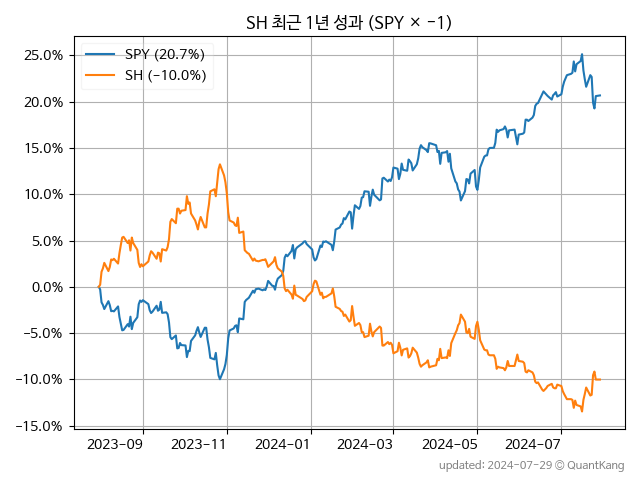 SH 최근 1년 성과 (SPY × −1)
SPY (20.7%)
SH (−10.0%)
25.0%
20.0%
15.0%
10.0%
5.0%
0.0%
−5.0%
−10.0%
−15.0%
2023−09 2023−11 2024−01 2024−03 2024−05 2024−07
updated: 2024-07-29 © QuantKang